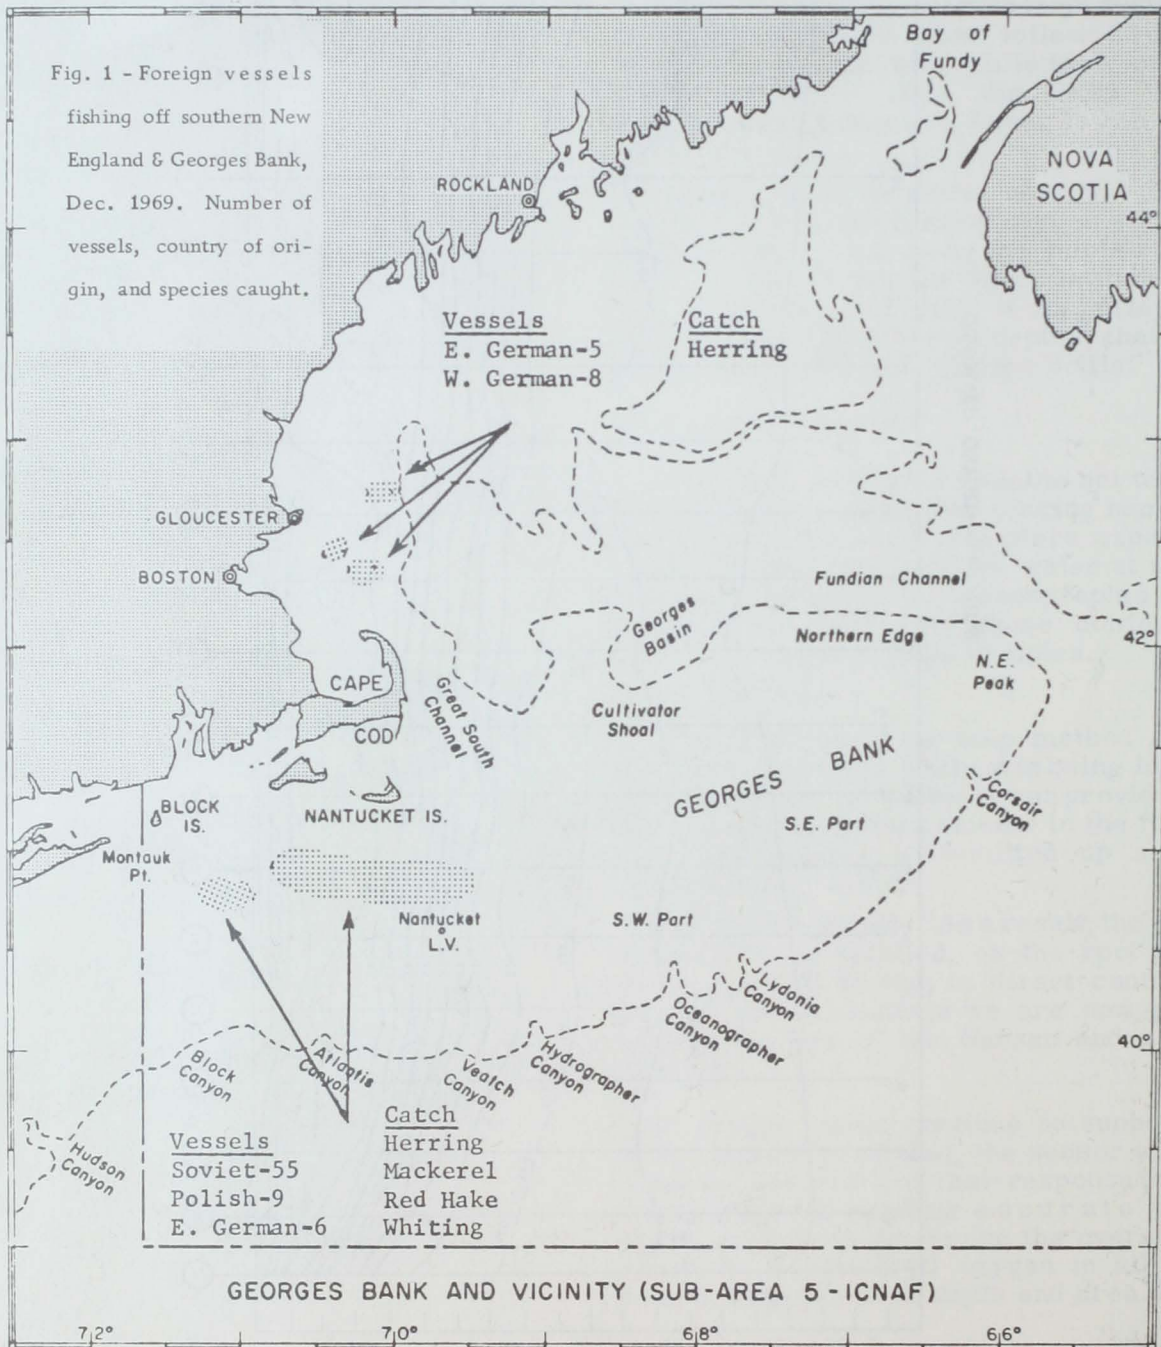 Fig. 1 - Foreign vessels
fishing off southern New
England & Georges Bank,
Dec. 1969. Number of
vessels, country of ori-
gin, and species caught.
Bay of
Fundy
NOVA
SCOTIA
44°
ROCKLAND
Vessels
E. German-5
W. German-8
Catch
Herring
GLOUCESTER
BOSTON
Fundian Channel
Georges
Basin
Northern Edge
42°
N.E.
Peak
CAPE
COD
Great South
Channel
Cultivator
Shoal
GEORGES BANK
Corsair
Canyon
BLOCK
IS.
NANTUCKET IS.
S.E. Part
Montauk
Pt.
Nantucket
L.V.
S.W. Part
Lydonia
Canyon
Oceanographer
Canyon
40°
Hydrographer
Canyon
Veatch
Canyon
Atlantis
Canyon
Block
Canyon
Hudson
Canyon
Vessels
Soviet-55
Polish-9
E. German-6
Catch
Herring
Mackerel
Red Hake
Whiting
GEORGES BANK AND VICINITY (SUB-AREA 5 - ICNAF)
72° 70° 68° 66°